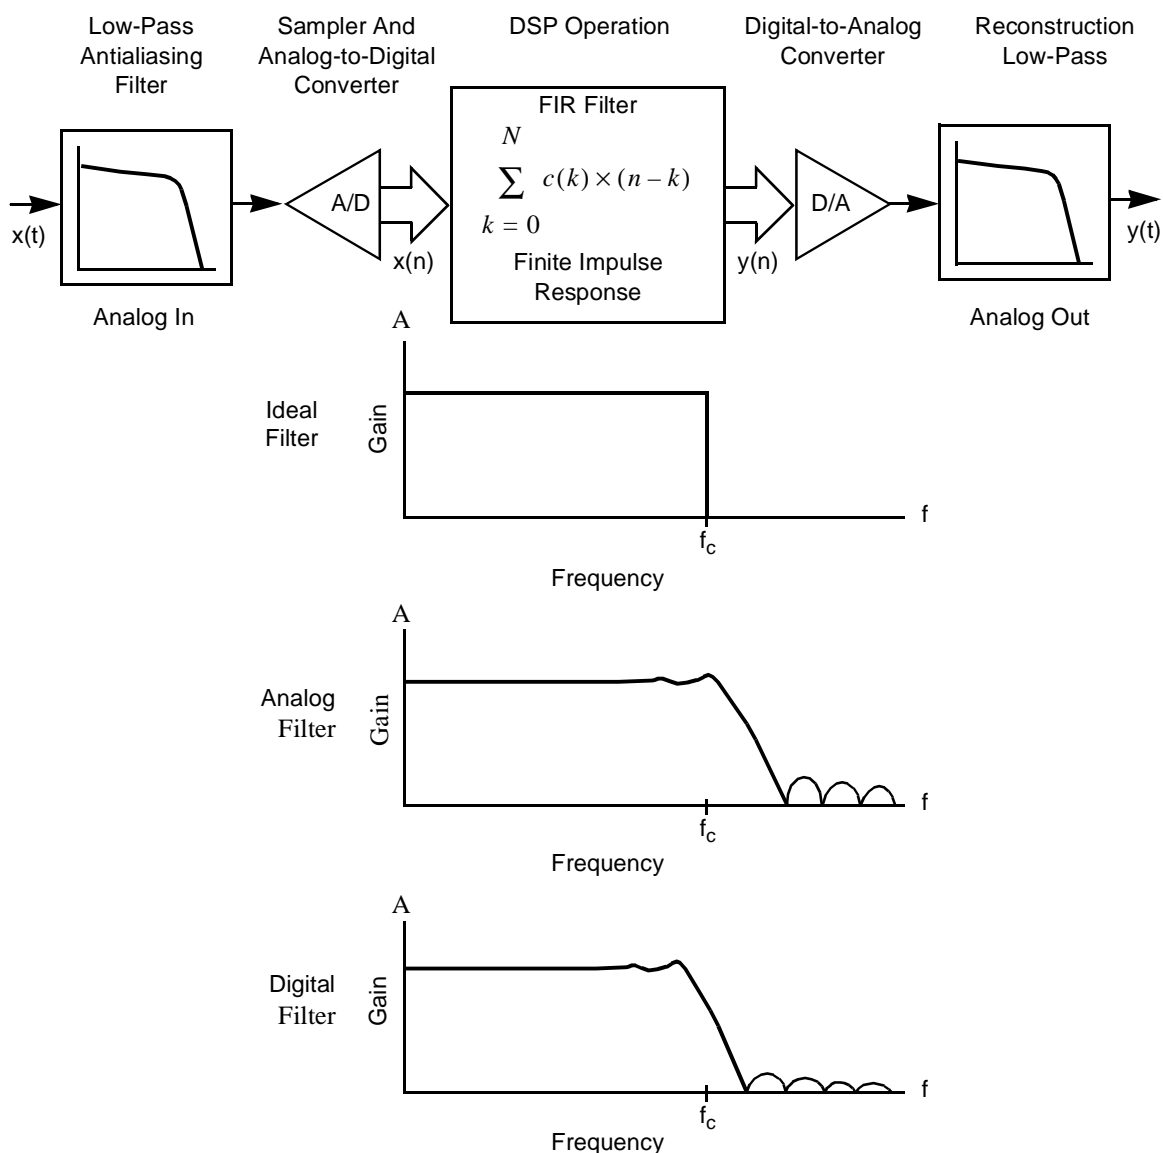 Low-Pass
Antialiasing
Filter
Sampler And
Analog-to-Digital
Converter
DSP Operation
Digital-to-Analog
Converter
Reconstruction
Low-Pass
x(t)
Analog In
A/D
x(n)
FIR Filter
N
∑ c(k) × (n – k)
k = 0
Finite Impulse
Response
y(n)
D/A
Analog Out
y(t)
A
Ideal
Filter
Gain
f
fc
Frequency
A
Analog
Filter
Gain
f
fc
Frequency
A
Digital
Filter
Gain
f
fc
Frequency